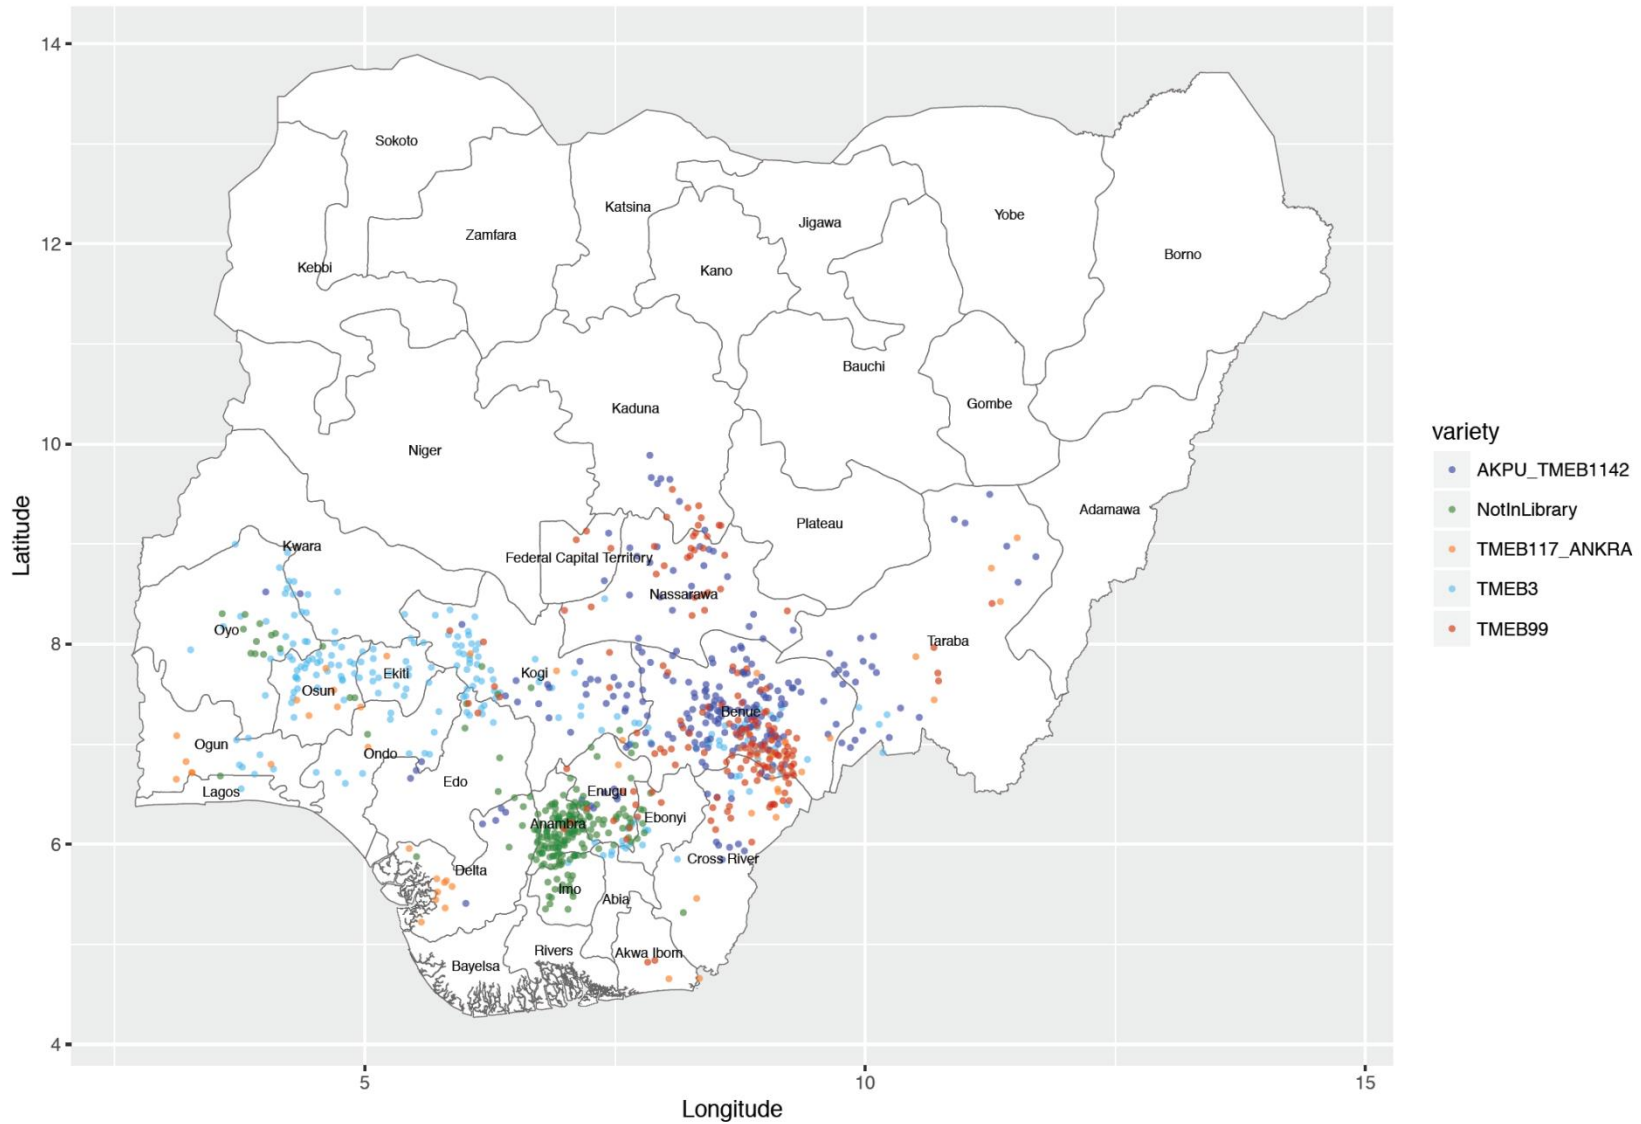 14
Sokoto
Katsina
Jigawa
Yobe
Zamfara
12
Borno
Kebbi
Kano
Bauchi
Gombe
Kaduna
10
Niger
Plateau
Adamawa
Kwara
Federal Capital Territory
Nassarawa
Oyo
Taraba
8
Ekiti
Kogi
Osun
Benue
Ogun
Ondo
Edo
Lagos
Enugu
Anambra
Ebonyi
6
Cross River
Delta
Imo
Abia
Rivers
Akwa Ibom
Bayelsa
4
5
10
15
Longitude
Latitude
variety
AKPU_TMEB1142
NotInLibrary
TMEB117_ANKRA
TMEB3
TMEB99